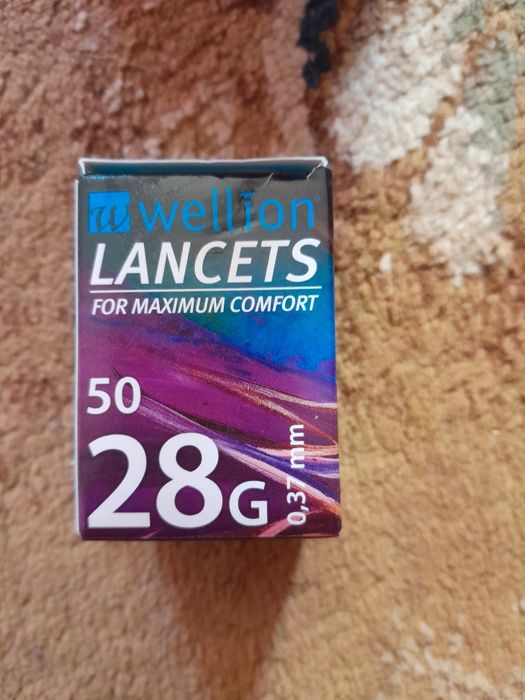 wellion
LANCETS
FOR MAXIMUM COMFORT
50
28G
0,37 mm